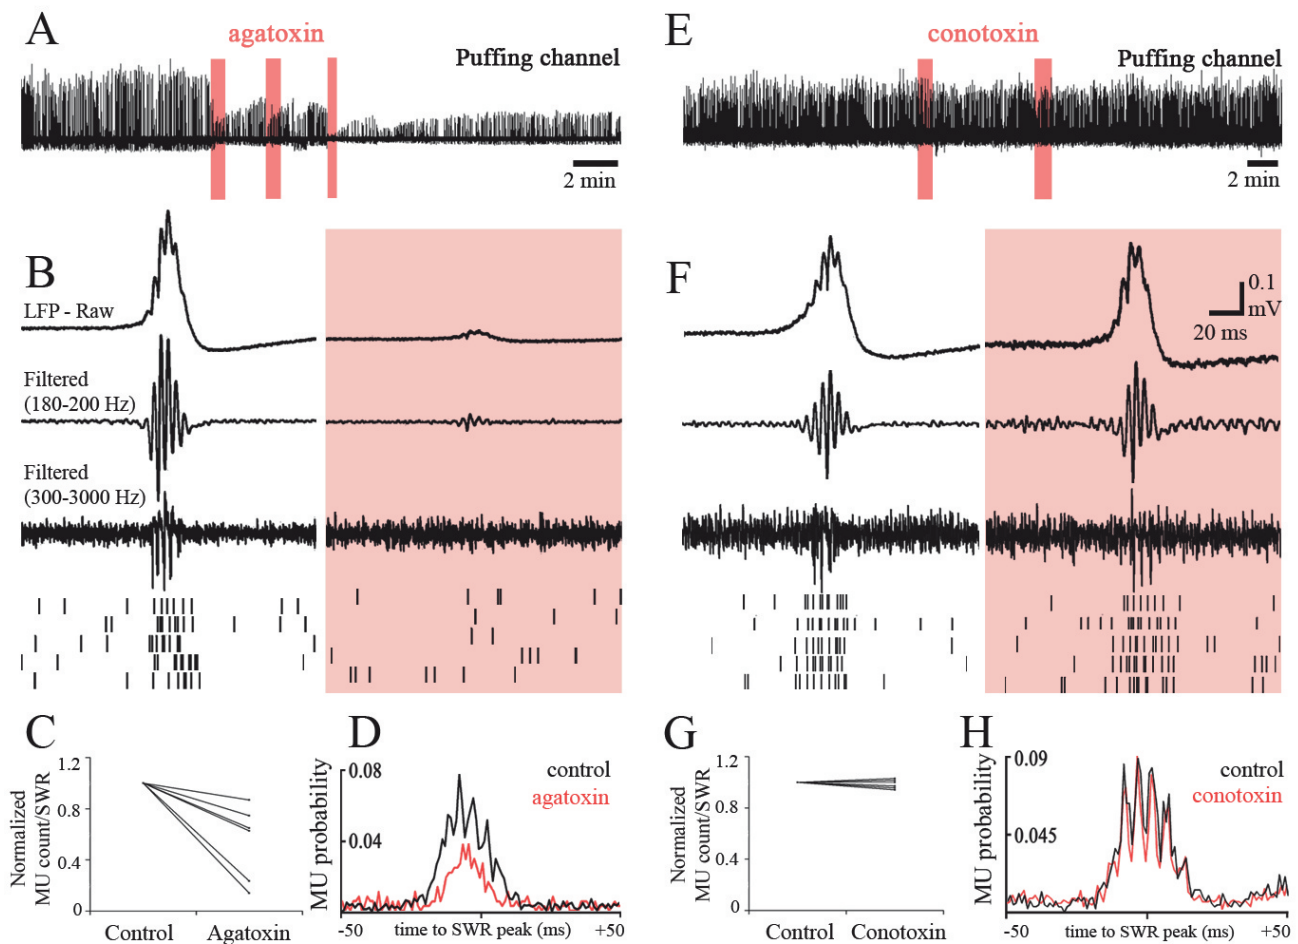 A
agatoxin
Puffing channel
2 min
E
conotoxin
Puffing channel
2 min
B
LFP - Raw
Filtered
(180-200 Hz)
Filtered
(300-3000 Hz)
F
0.1
mV
20 ms
C
Normalized
MU count/SWR
1.2
0.8
0.4
0
Control
Agatoxin
D
MU probability
0.08
0.04
0
control
agatoxin
-50
time to SWR peak (ms)
+50
G
Normalized
MU count/SWR
1.2
0.8
0.4
0
Control
Conotoxin
H
MU probability
0.09
0.045
0
control
conotoxin
-50
time to SWR peak (ms)
+50